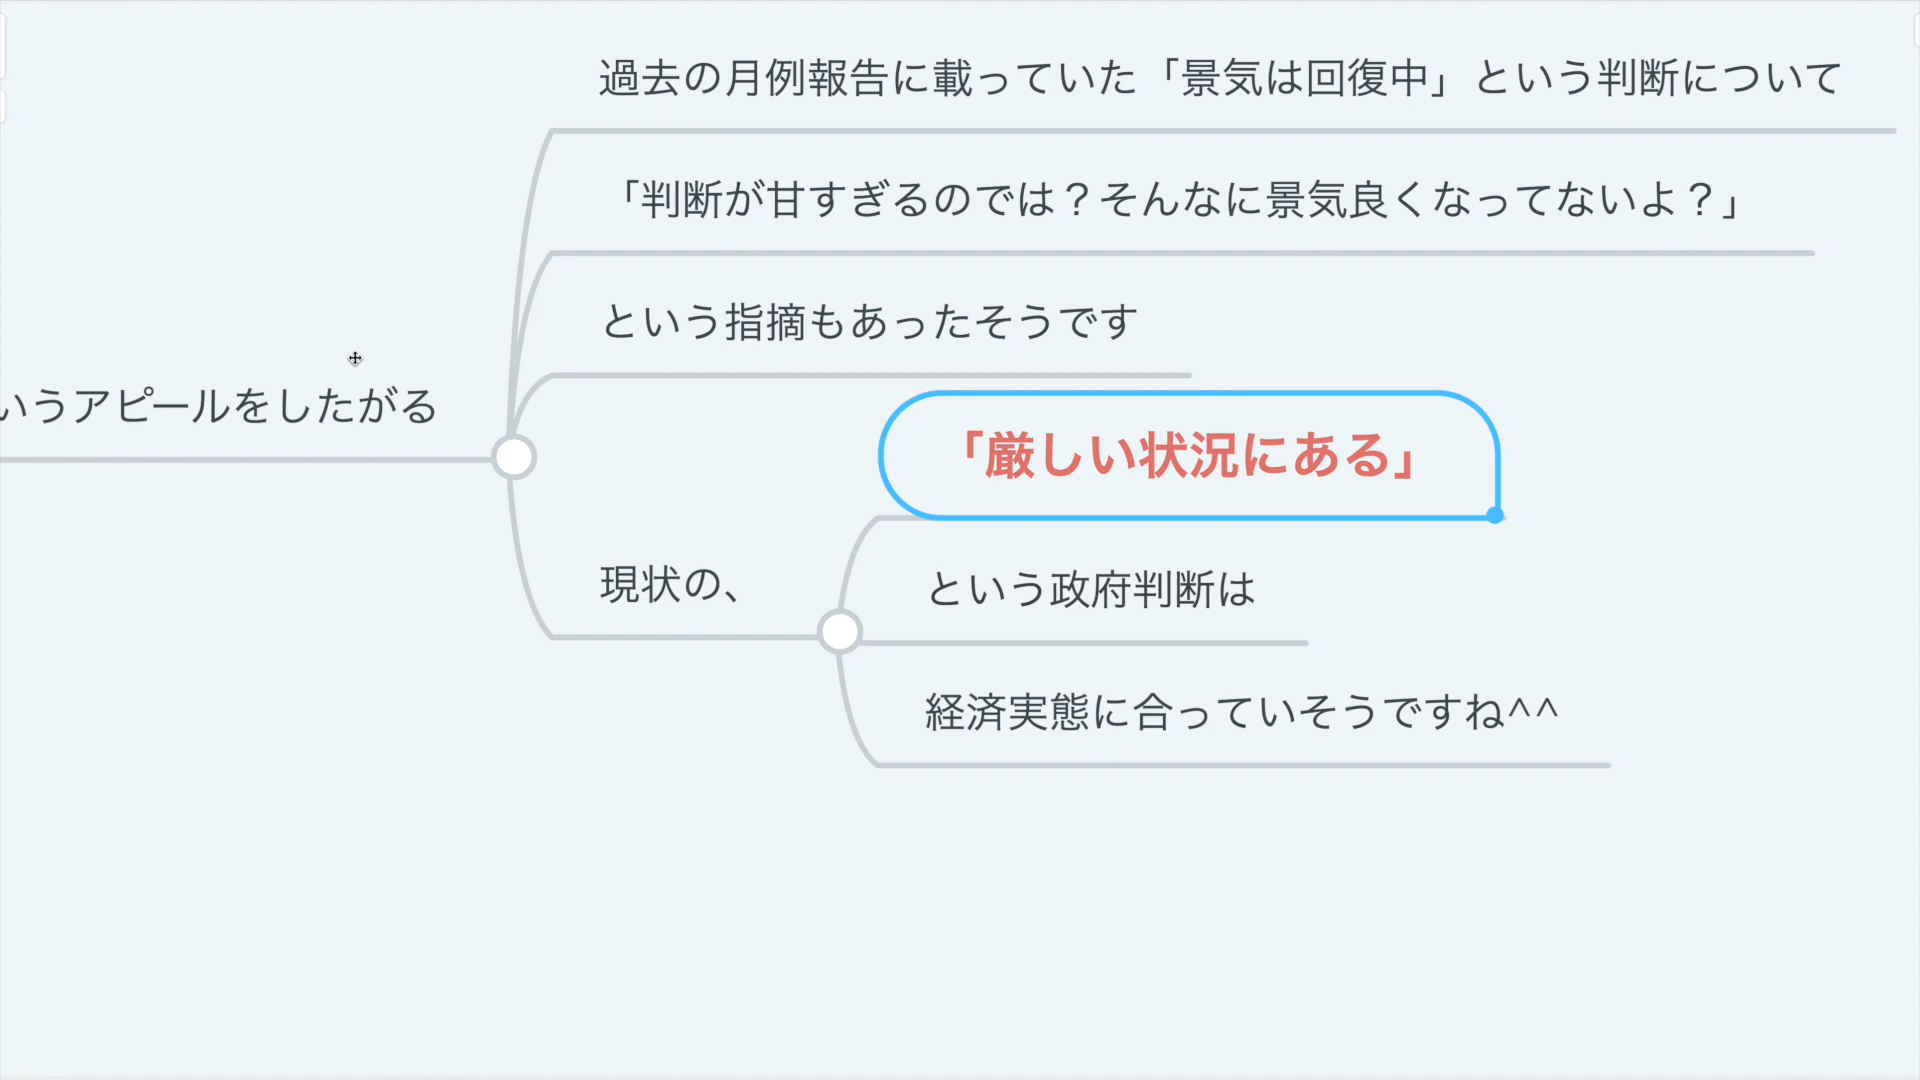 過去の月例報告に載っていた「景気は回復中」という判断について
「判断が甘すぎるのでは？そんなに景気良くなってないよ？」
という指摘もあったそうです
いうアピールをしたがる
「厳しい状況にある」
現状の、
という政府判断は
経済実態に合っていそうですね^^